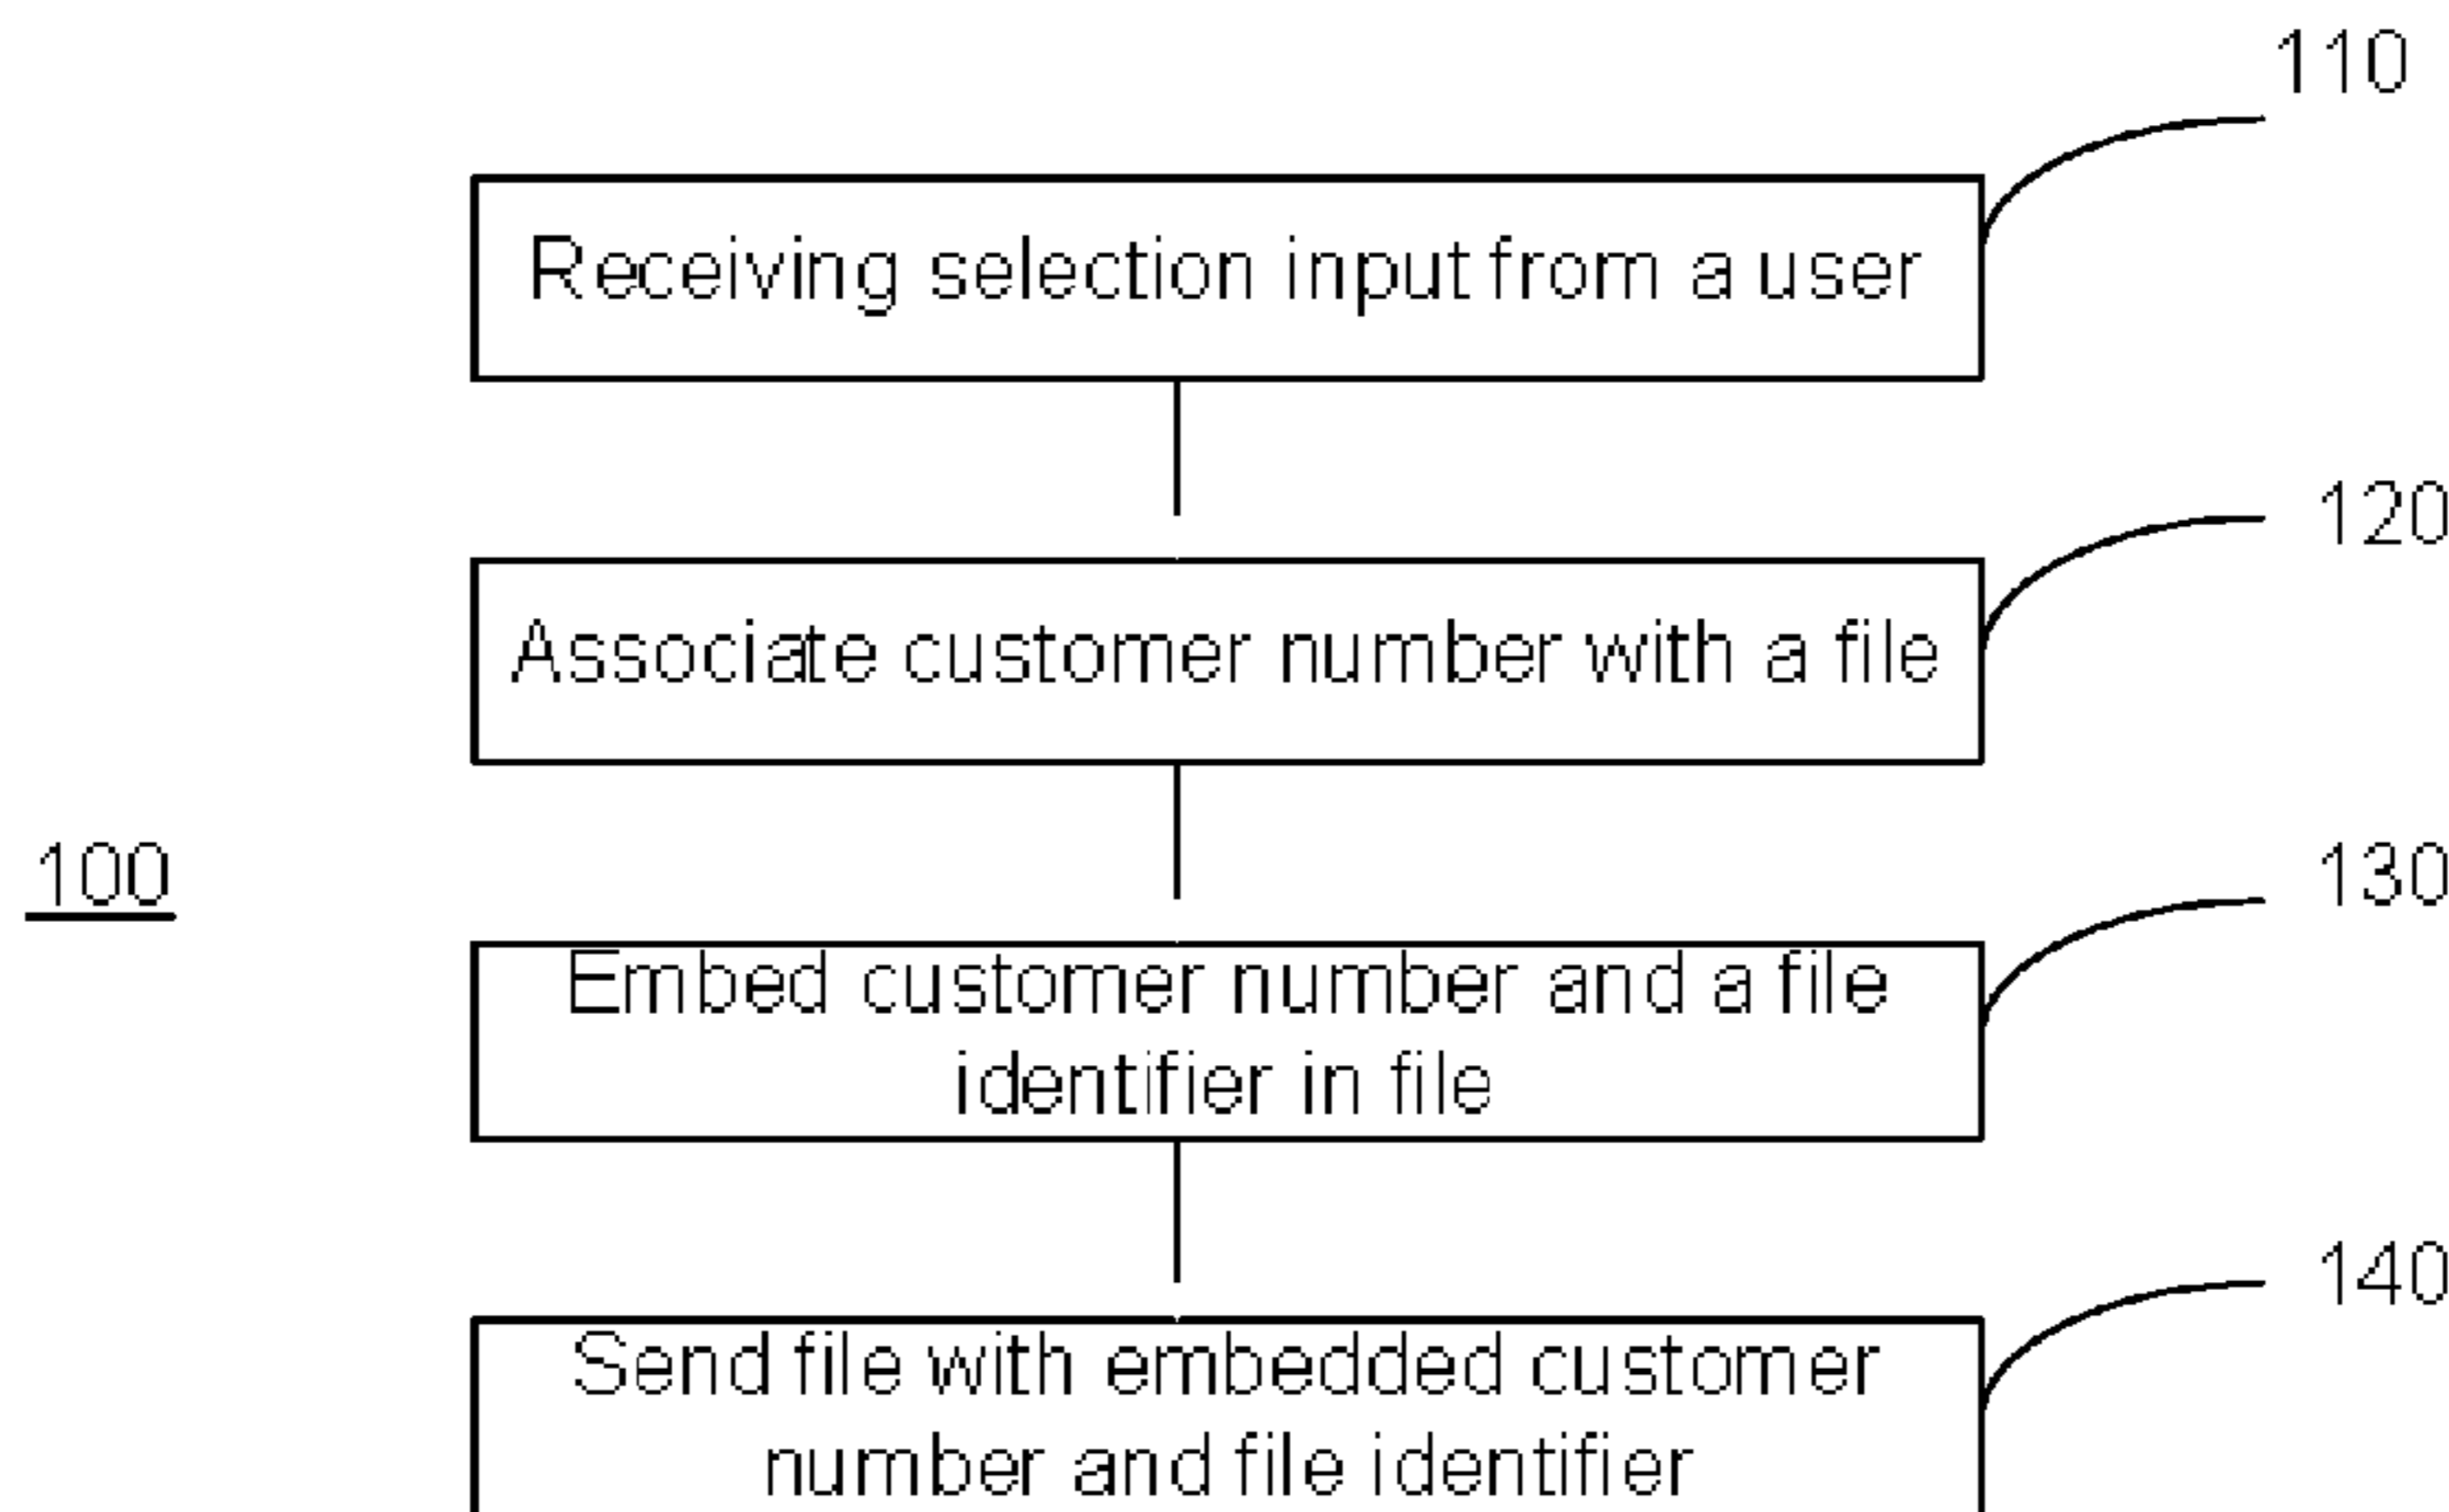 110
Receiving selection input from a user
120
Associate customer number with a file
100
130
Embed customer number and a file
identifier in file
140
Send file with embedded customer
number and file identifier